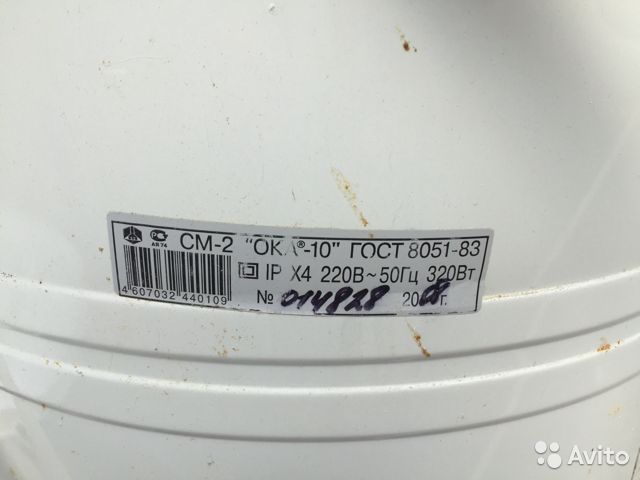 СМ-2 "ОКА®-10" ГОСТ 8051-83
АЯ74
IP X4 220В~50Гц 320Вт
№ 014828 2008г.
4 607032 440109
Avito